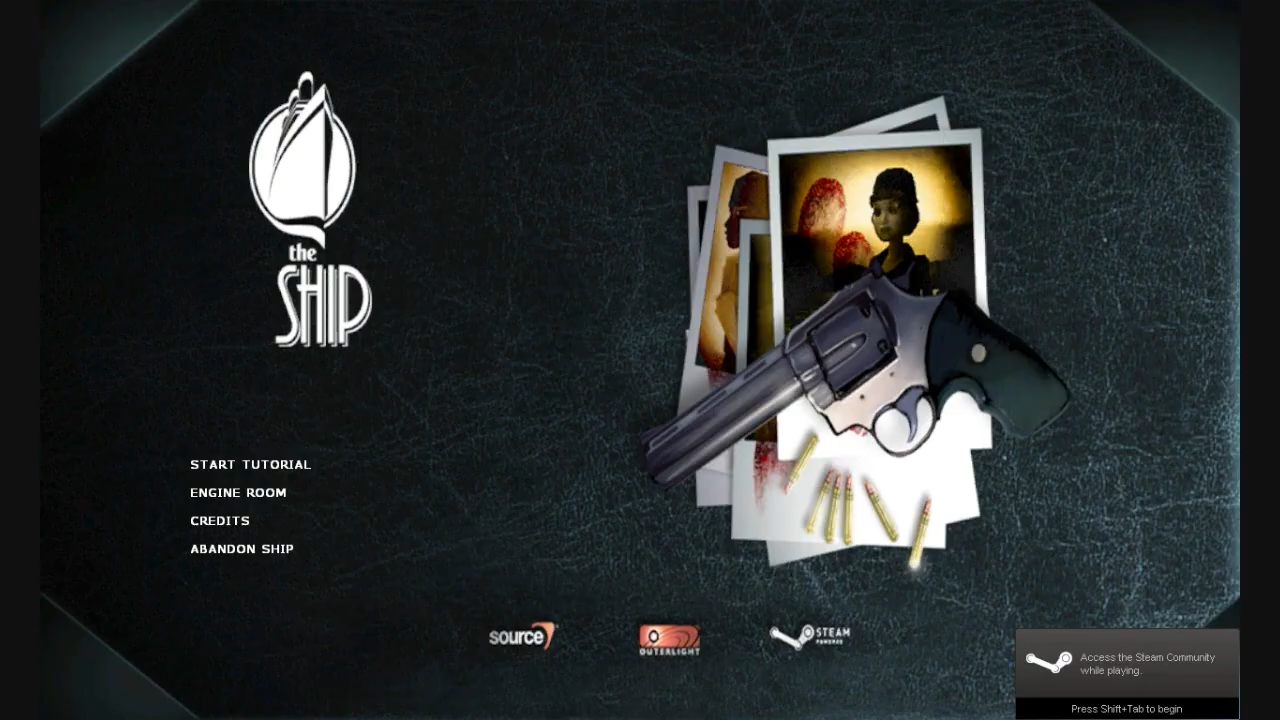 the
SHIP
START TUTORIAL
ENGINE ROOM
CREDITS
ABANDON SHIP
source
OUTERLIGHT
STEAM
POWERED
Access the Steam Community
while playing.
Press Shift+Tab to begin